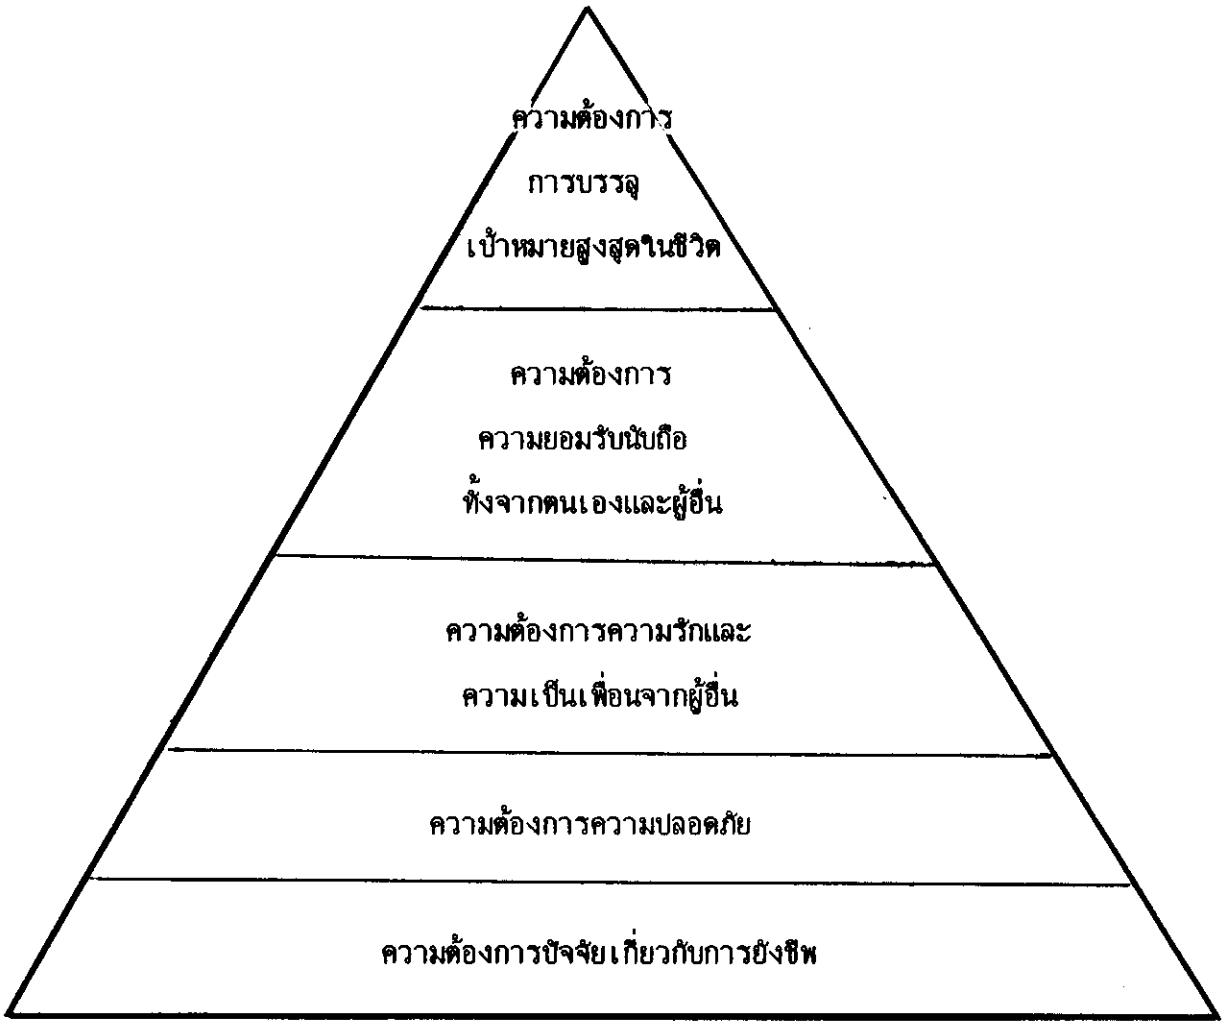 ความต้องการ
การบรรลุ
เป้าหมายสูงสุดในชีวิต
ความต้องการ
ความยอมรับนับถือ
ทั้งจากตนเองและผู้อื่น
ความต้องการความรักและ
ความเป็นเพื่อนจากผู้อื่น
ความต้องการความปลอดภัย
ความต้องการปัจจัยเกี่ยวกับการยังชีพ